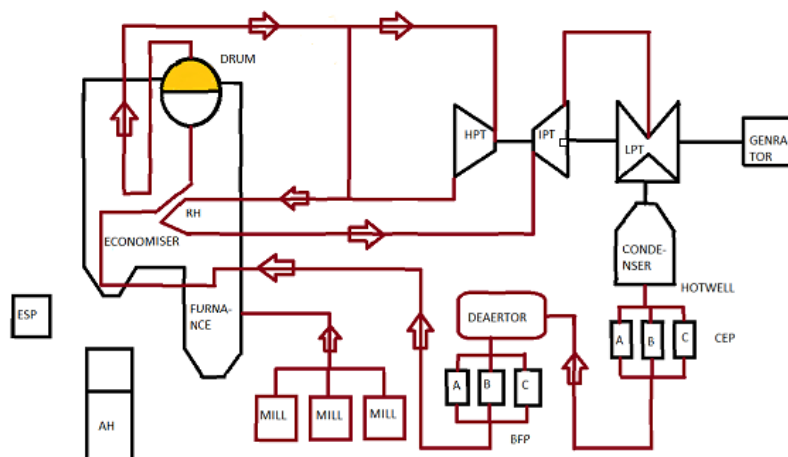 DRUM
HPT
IPT
LPT
GENRA
TOR
RH
ECONOMISER
CONDE-
NSER
HOTWELL
ESP
FURNA-
NCE
DEAERTOR
A
B
C
CEP
A
B
C
AH
MILL
MILL
MILL
BFP